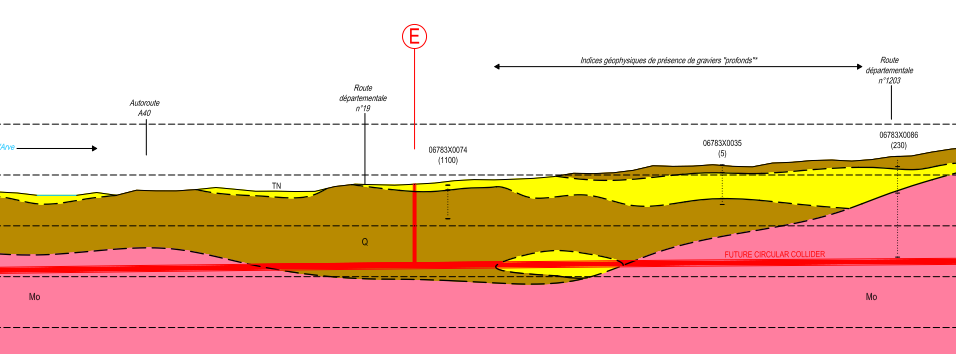 E
Indices géophysiques de présence de graviers "profonds"*
Route
départementale
n°1203
Route
départementale
n°19
Autoroute
A40
06783X0086
(230)
06783X0035
(5)
06783X0074
(1100)
l'Arve
TN
Q
FUTURE CIRCULAR COLLIDER
Mo
Mo